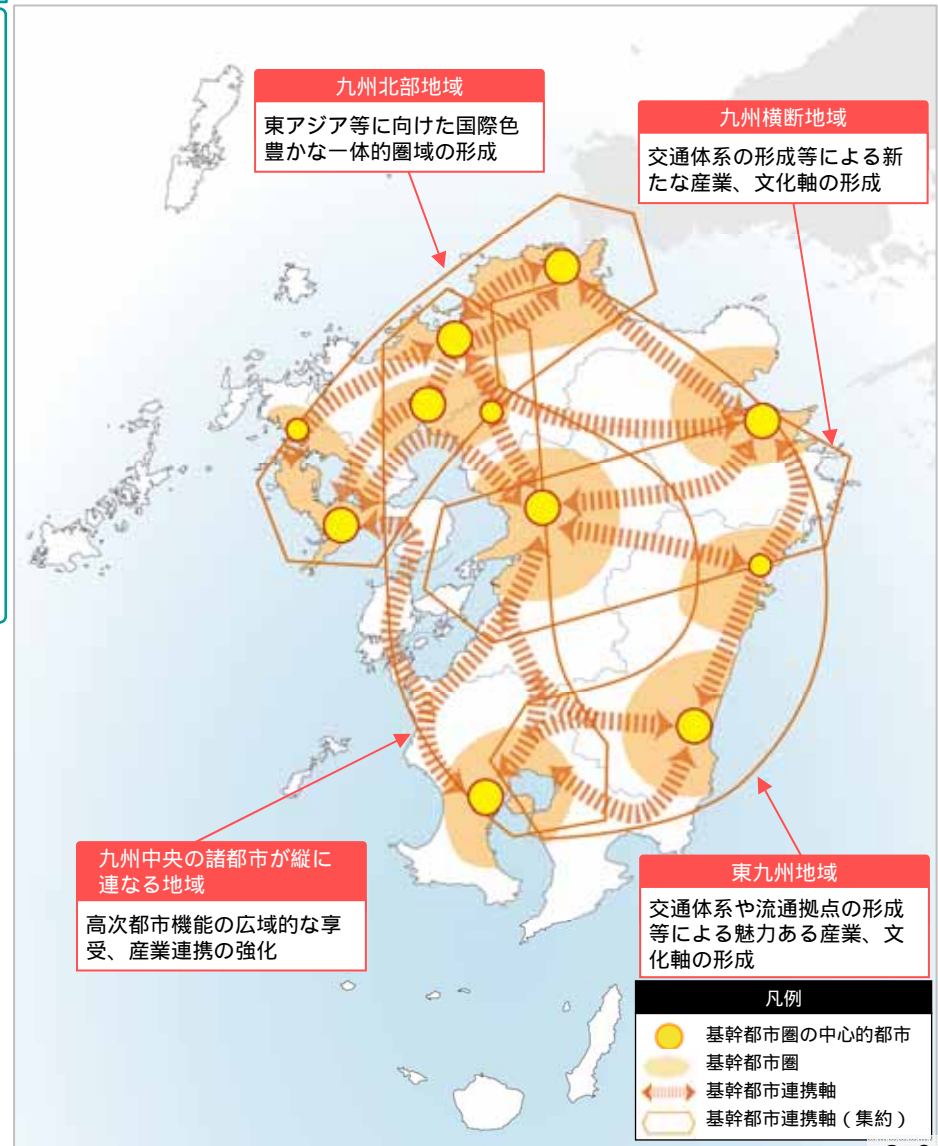 九州北部地域
東アジア等に向けた国際色
豊かな一体的圏域の形成
九州横断地域
交通体系の形成等による新
たな産業、文化軸の形成
九州中央の諸都市が縦に
連なる地域
高次都市機能の広域的な享
受、産業連携の強化
東九州地域
交通体系や流通拠点の形成
等による魅力ある産業、文
化軸の形成
凡例
基幹都市圏の中心的都市
基幹都市圏
基幹都市連携軸
基幹都市連携軸(集約)